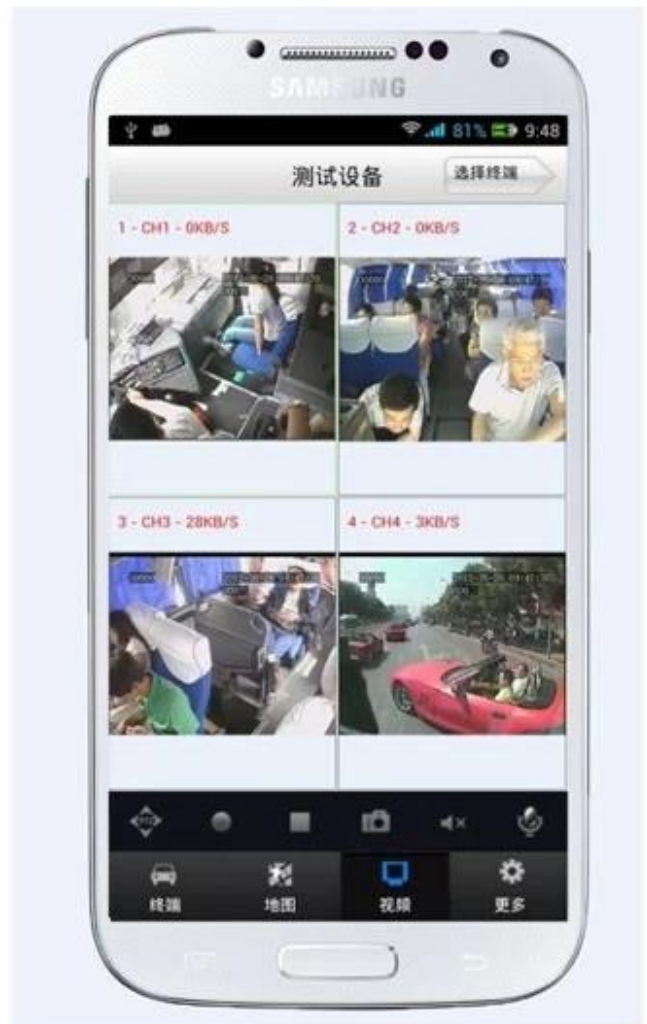 SAMSUNG
81% 9:48
测试设备
选择终端
1 - CH1 - 0KB/S
2 - CH2 - 0KB/S
3 - CH3 - 28KB/S
4 - CH4 - 3KB/S
PTZ
终端
地图
视频
更多